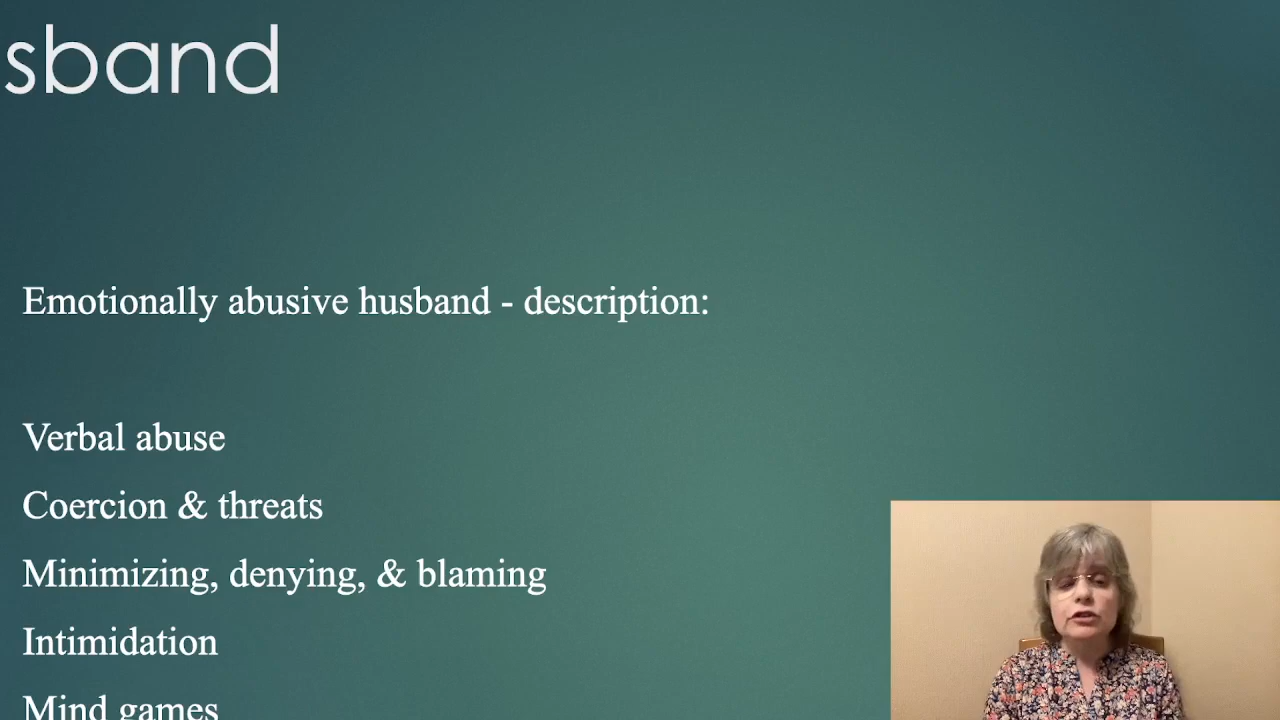 sband
Emotionally abusive husband - description:
Verbal abuse
Coercion & threats
Minimizing, denying, & blaming
Intimidation
Mind games